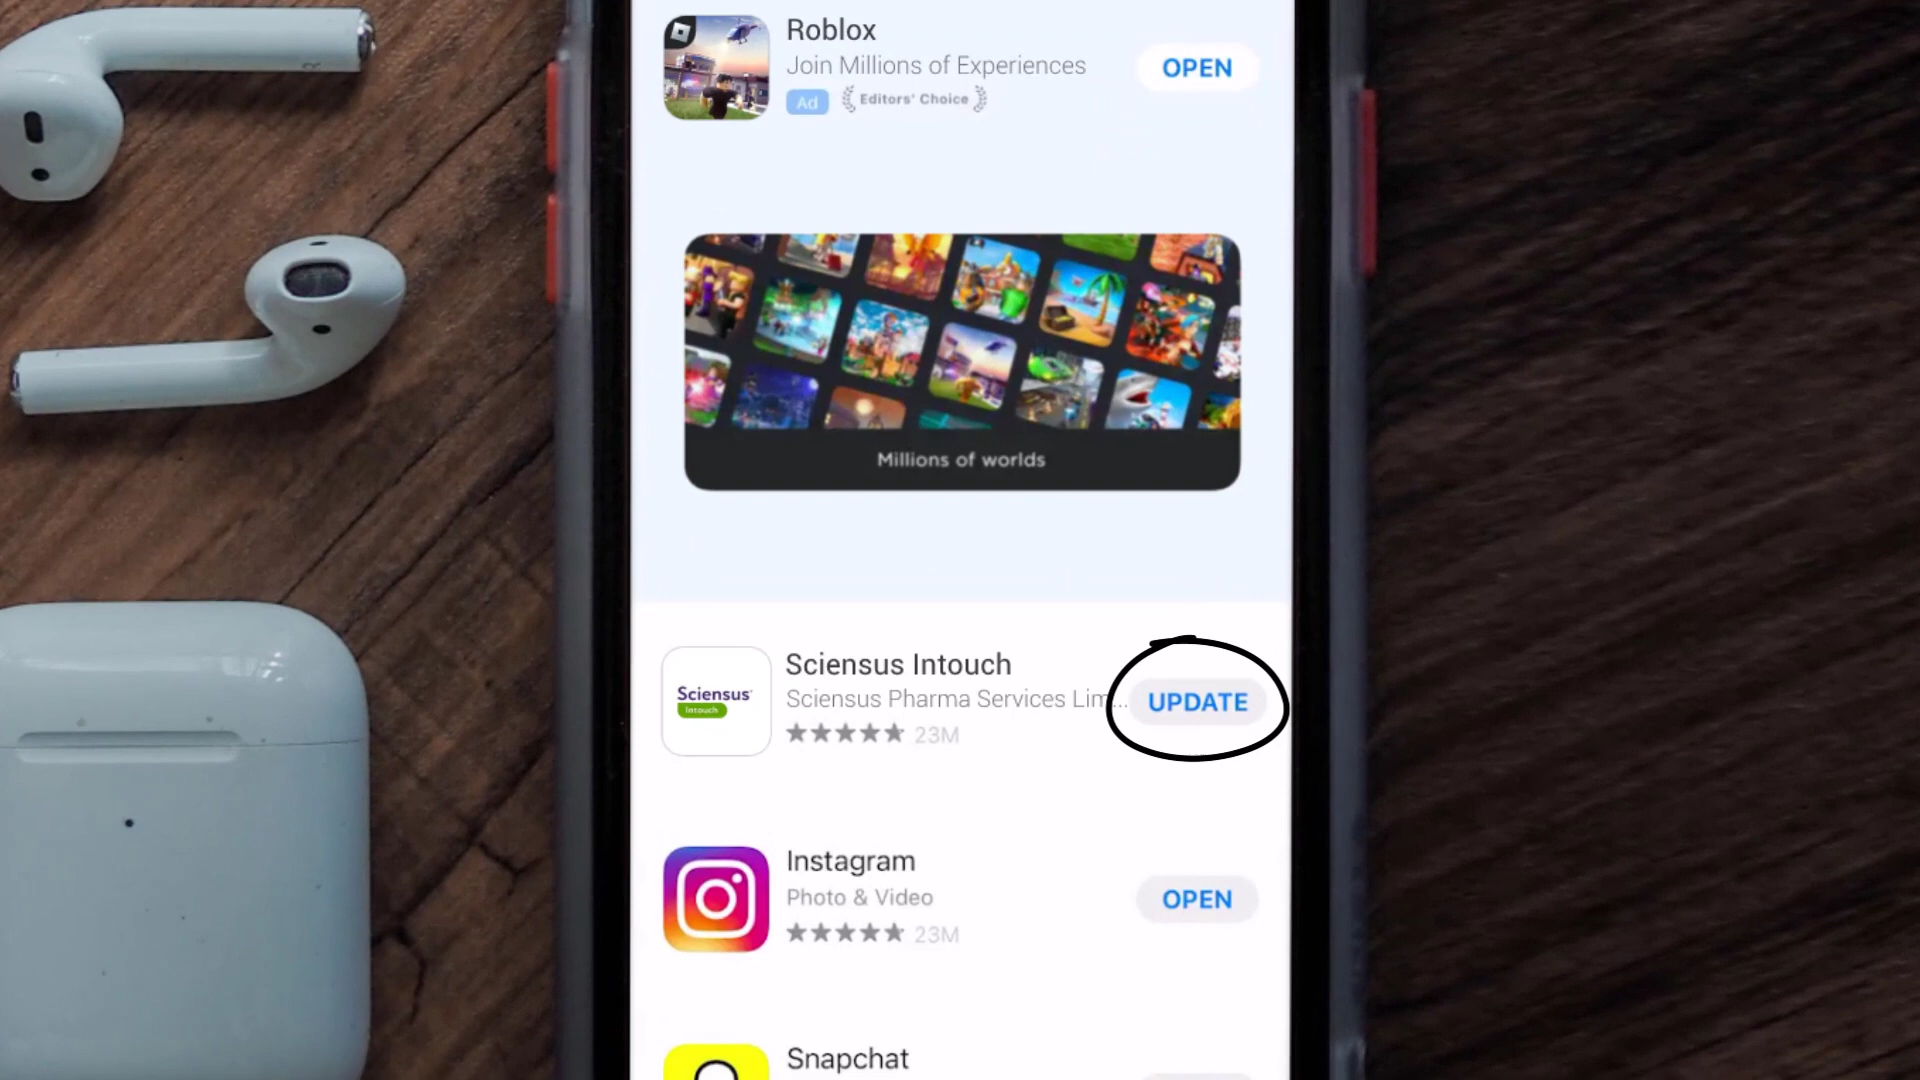 Roblox
Join Millions of Experiences
OPEN
Ad
Editors' Choice
Millions of worlds
Sciensus
Intouch
Sciensus Intouch
Sciensus Pharma Services Lim...
UPDATE
23M
Instagram
Photo & Video
OPEN
23M
Snapchat